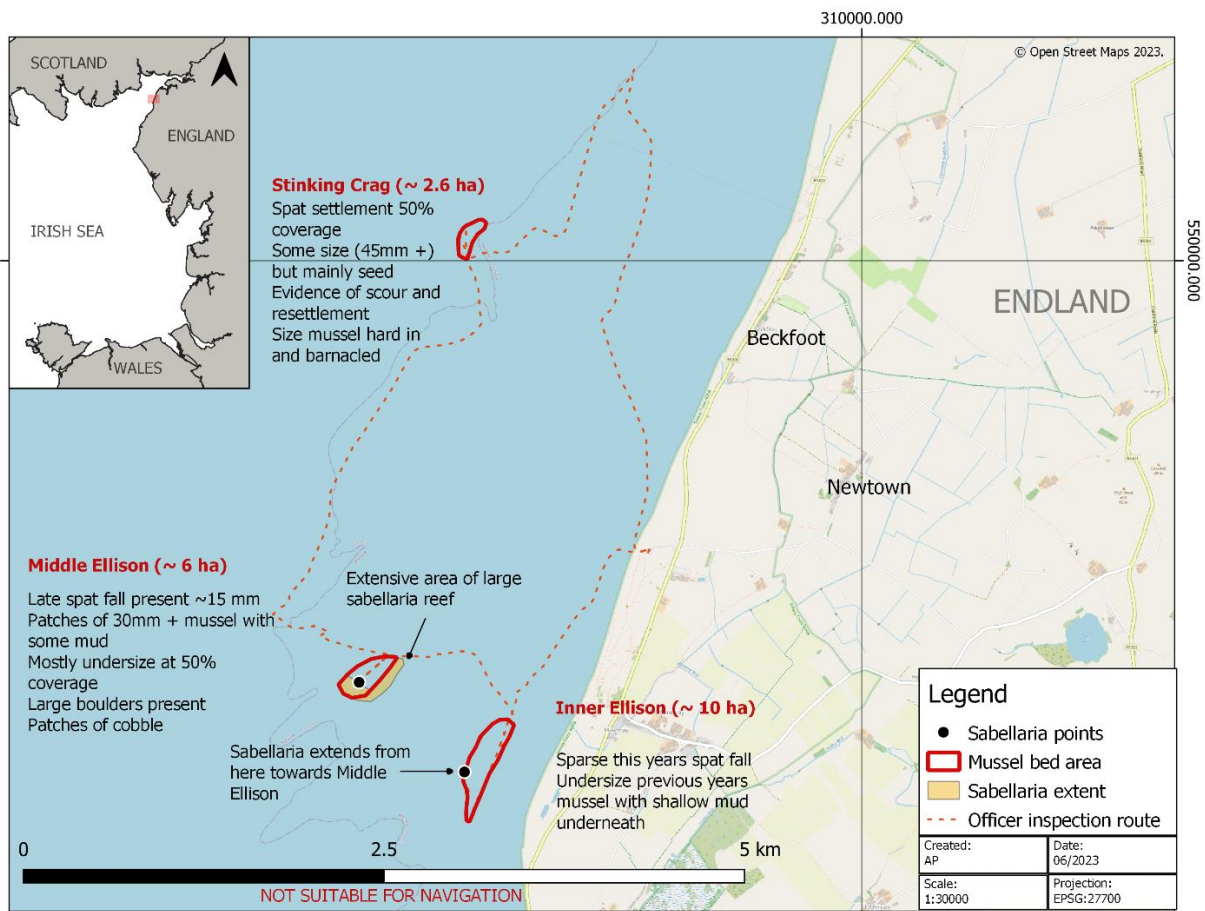 310000.000
© Open Street Maps 2023.
SCOTLAND
ENGLAND
IRISH SEA
WALES
Stinking Crag (~ 2.6 ha)
Spat settlement 50%
coverage
Some size (45mm +)
but mainly seed
Evidence of scour and
resettlement
Size mussel hard in
and barnacled
550000.000
ENDLAND
Beckfoot
Newtown
Middle Ellison (~ 6 ha)
Late spat fall present ~15 mm
Patches of 30mm + mussel with
some mud
Mostly undersize at 50%
coverage
Large boulders present
Patches of cobble
Extensive area of large
sabellaria reef
Sabellaria extends from
here towards Middle
Ellison
Inner Ellison (~ 10 ha)
Sparse this years spat fall
Undersize previous years
mussel with shallow mud
underneath
Legend
Sabellaria points
Mussel bed area
Sabellaria extent
Officer inspection route
Created:
AP
Date:
06/2023
Scale:
1:30000
Projection:
EPSG:27700
0
2.5
5 km
NOT SUITABLE FOR NAVIGATION